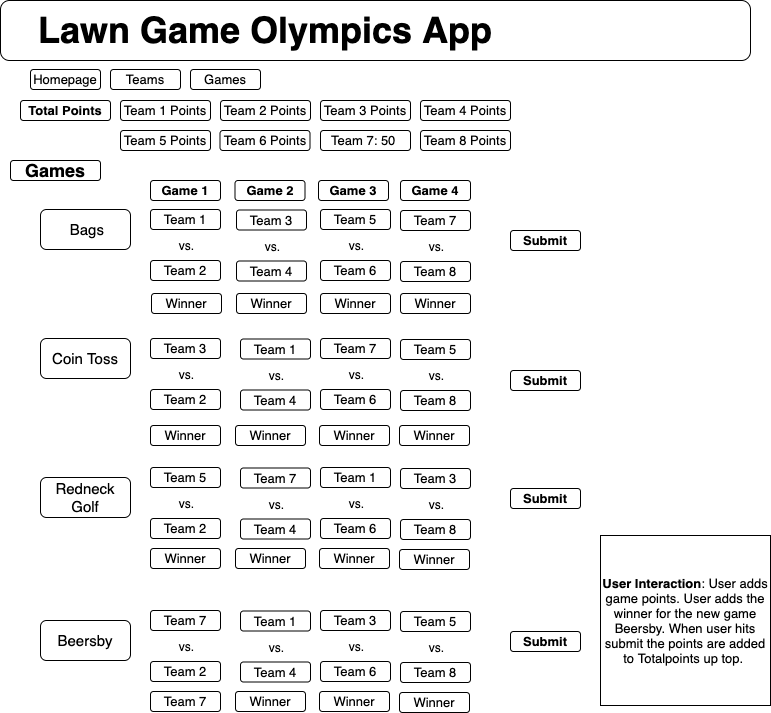 Lawn Game Olympics App
Homepage Teams Games
Total Points Team 1 Points Team 2 Points Team 3 Points Team 4 Points
Team 5 Points Team 6 Points Team 7: 50 Team 8 Points
Games
Game 1 Game 2 Game 3 Game 4
Bags
Team 1 Team 3 Team 5 Team 7
vs. vs. vs. vs.
Team 2 Team 4 Team 6 Team 8
Winner Winner Winner Winner
Submit
Coin Toss
Team 3 Team 1 Team 7 Team 5
vs. vs. vs. vs.
Team 2 Team 4 Team 6 Team 8
Winner Winner Winner Winner
Submit
Redneck
Golf
Team 5 Team 7 Team 1 Team 3
vs. vs. vs. vs.
Team 2 Team 4 Team 6 Team 8
Winner Winner Winner Winner
Submit
Beersby
Team 7 Team 1 Team 3 Team 5
vs. vs. vs. vs.
Team 2 Team 4 Team 6 Team 8
Team 7 Winner Winner Winner
Submit
User Interaction: User adds
game points. User adds the
winner for the new game
Beersby. When user hits
submit the points are added
to Totalpoints up top.